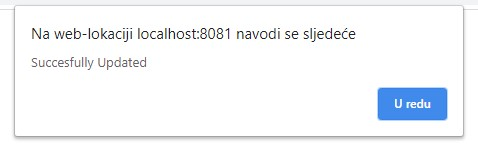 Na web-lokaciji localhost:8081 navodi se sljedeće
Succesfully Updated
U redu